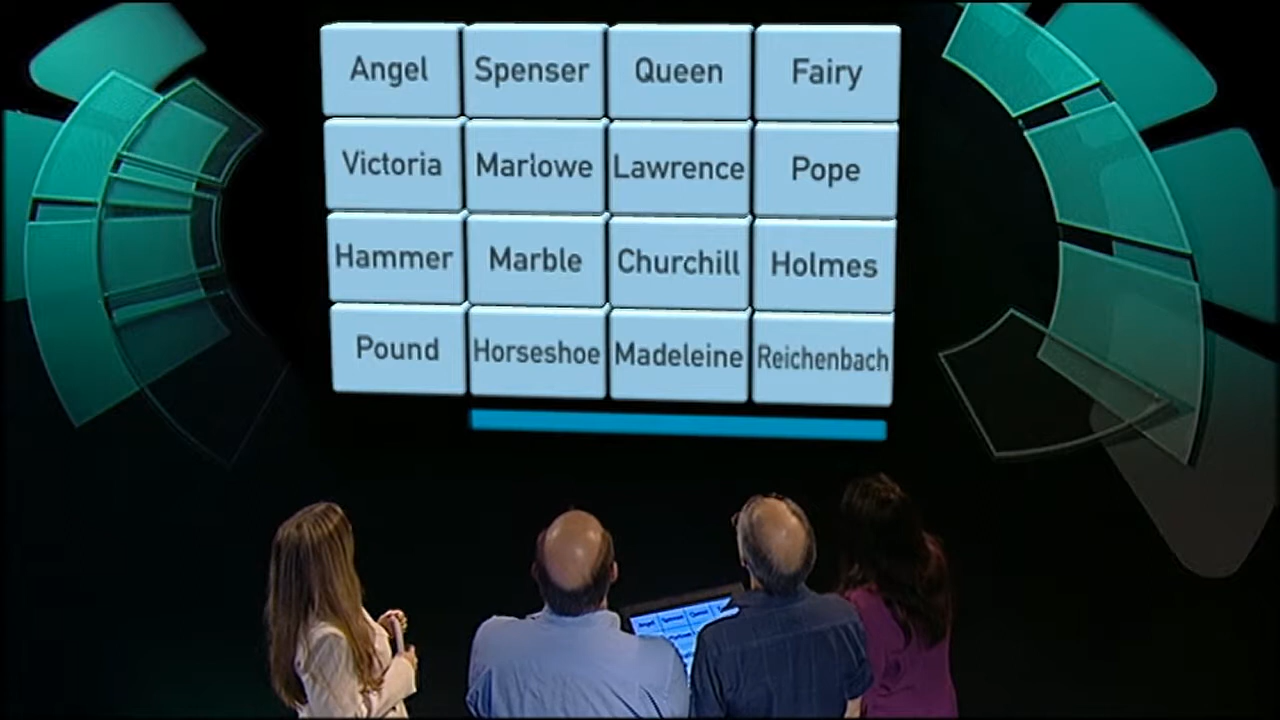 Angel Spenser Queen Fairy
Victoria Marlowe Lawrence Pope
Hammer Marble Churchill Holmes
Pound Horseshoe Madeleine Reichenbach